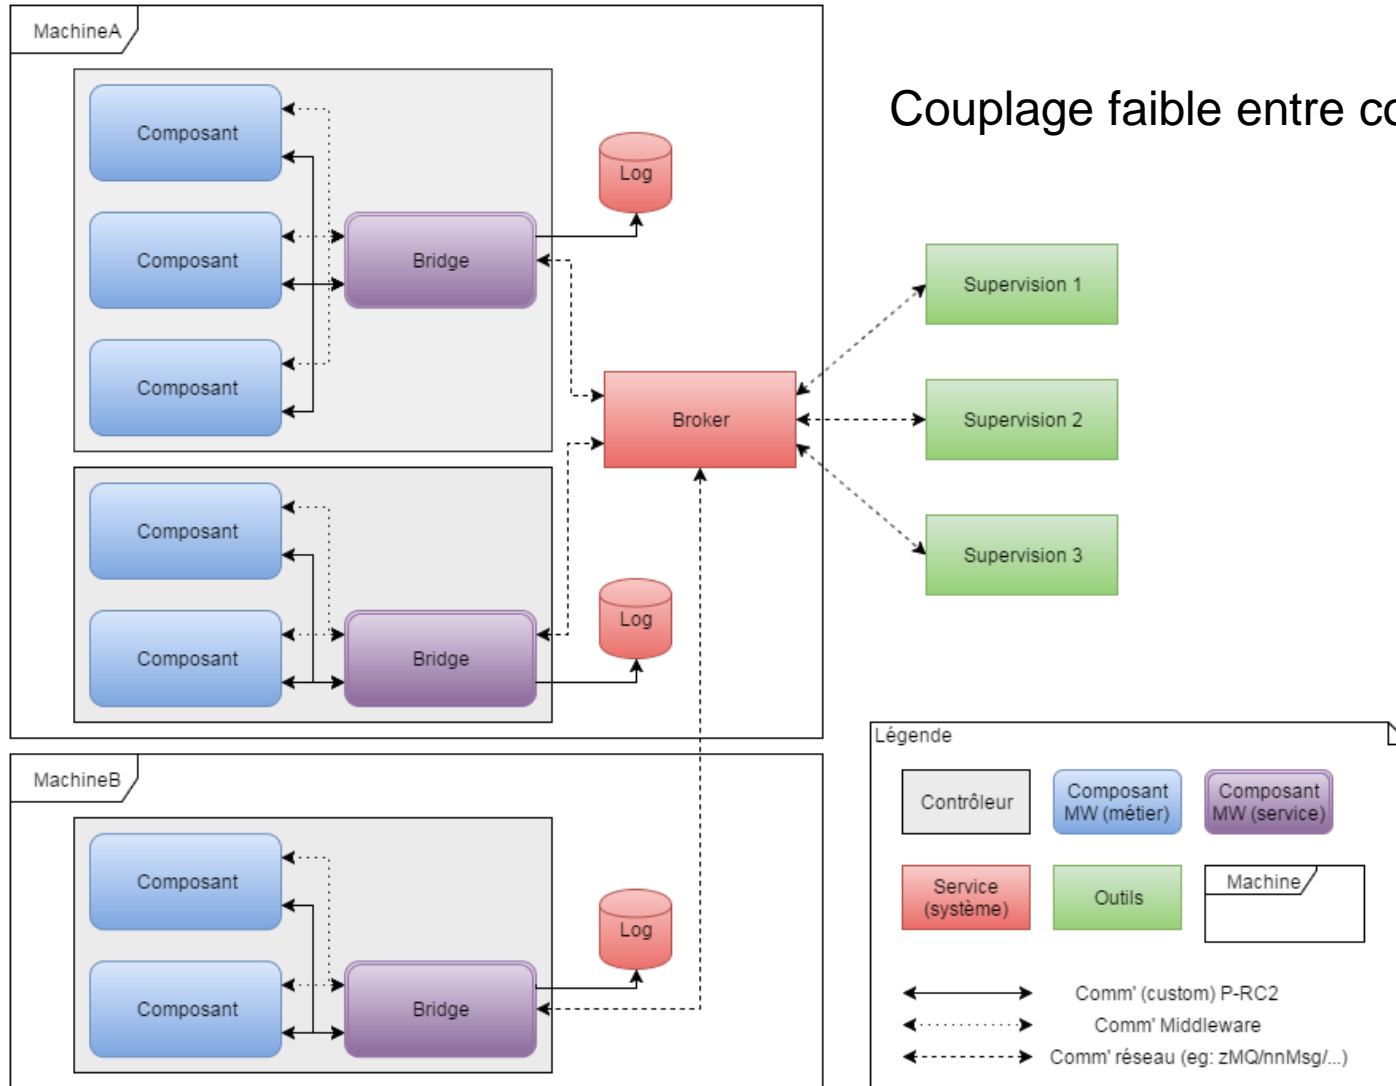 MachineA
Couplage faible entre co
Composant
Log
Composant
Bridge
Supervision 1
Composant
Broker
Supervision 2
Composant
Supervision 3
Log
Composant
Bridge
Légende
MachineB
Contrôleur
Composant
MW (métier)
Composant
MW (service)
Composant
Service
(système)
Outils
Machine
Log
Composant
Bridge
Comm' (custom) P-RC2
Comm' Middleware
Comm' réseau (eg: zMQ/nnMsg/...)